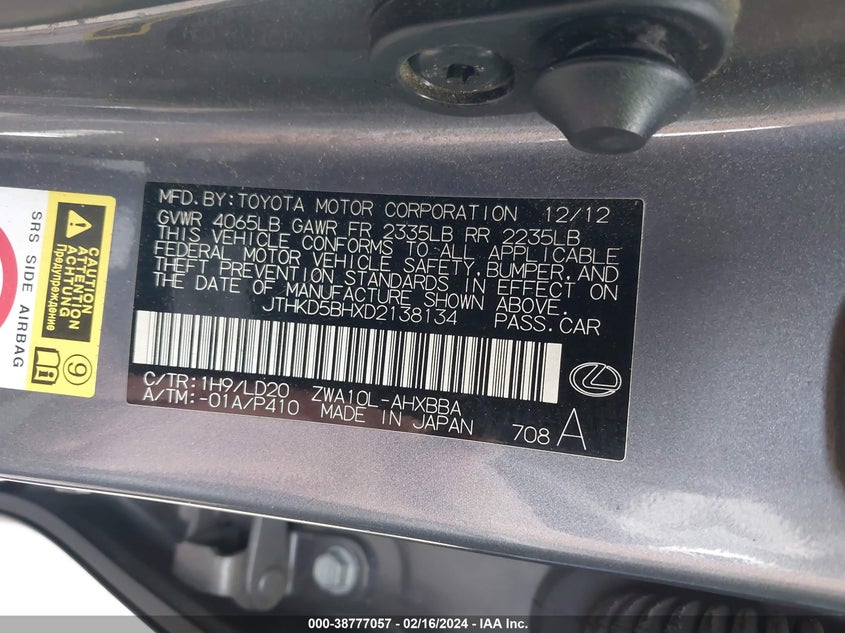 MFD. BY: TOYOTA MOTOR CORPORATION 12/12
GVWR 4065LB GAWR FR 2335LB RR 2235LB
THIS VEHICLE CONFORMS TO ALL APPLICABLE
FEDERAL MOTOR VEHICLE SAFETY, BUMPER, AND
THEFT PREVENTION STANDARDS IN EFFECT ON
THE DATE OF MANUFACTURE SHOWN ABOVE.
JTHKD5BHXD2138134 PASS. CAR
C/TR: 1H9/LD20 ZWA10L-AHXBBA
A/TM: -01A/P410 MADE IN JAPAN 708 A
SRS SIDE AIRBAG
CAUTION
ATTENTION
ACHTUNG
Предупреждение
9
000-38777057 - 02/16/2024 - IAA Inc.